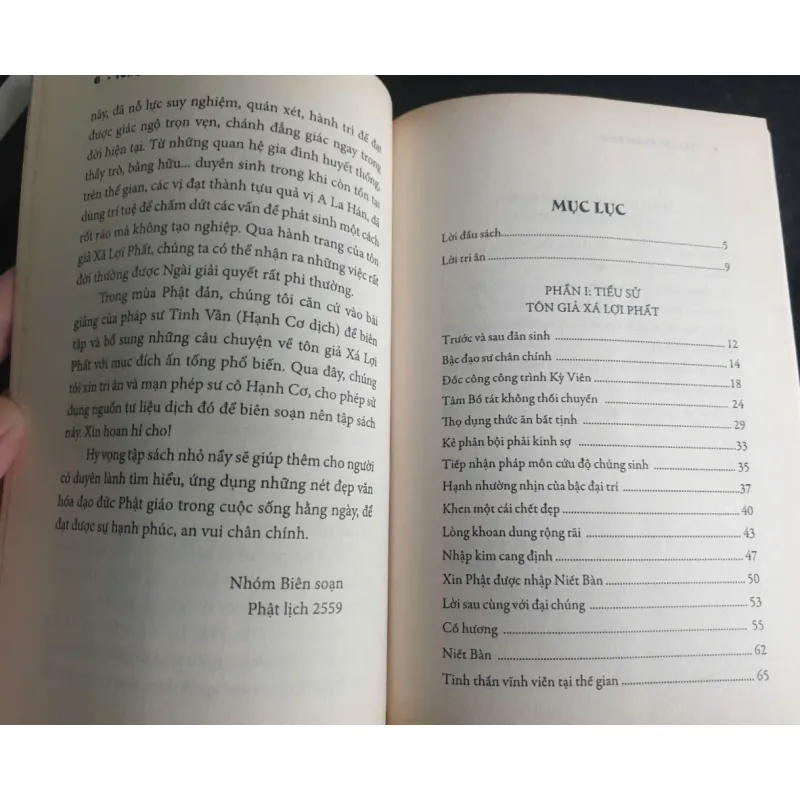 6
này, đã nỗ lực suy nghiệm, quán xét, hành trì để đạt
được giác ngộ trọn vẹn, chánh đẳng giác ngay trong
đời hiện tại. Từ những quan hệ gia đình huyết thống,
thầy trò, bằng hữu... duyên sinh trong khi còn tồn tại
trên thế gian, các vị đạt thành tựu quả vị A La Hán, đã
dùng trí tuệ để chấm dứt các vấn đề phát sinh một cách
rốt ráo mà không tạo nghiệp. Qua hành trang của tôn
giả Xá Lợi Phất, chúng ta có thể nhận ra những việc rất
đời thường được Ngài giải quyết rất phi thường.
Trong mùa Phật đản, chúng tôi căn cứ vào bài
giảng của pháp sư Tinh Vân (Hạnh Cơ dịch) để biên
tập và bổ sung những câu chuyện về tôn giả Xá Lợi
Phất với mục đích ấn tống phổ biến. Qua đây, chúng
tôi xin tri ân và mạn phép sư cô Hạnh Cơ, cho phép sử
dụng nguồn tư liệu dịch đó để biên soạn nên tập sách
này. Xin hoan hỉ cho!
Hy vọng tập sách nhỏ nầy sẽ giúp thêm cho người
có duyên lành tìm hiểu, ứng dụng những nét đẹp văn
hóa đạo đức Phật giáo trong cuộc sống hằng ngày, để
đạt được sự hạnh phúc, an vui chân chính.
Nhóm Biên soạn
Phật lịch 2559
MỤC LỤC
Lời đầu sách 5
Lời tri ân 9
PHẦN I: TIỂU SỬ
TÔN GIẢ XÁ LỢI PHẤT
Trước và sau đản sinh 12
Bậc đạo sư chân chính 14
Đốc công công trình Kỳ Viên 18
Tâm Bồ tát không thối chuyển 24
Thọ dụng thức ăn bất tịnh 29
Kẻ phản bội phải kinh sợ 33
Tiếp nhận pháp môn cứu độ chúng sinh 35
Hạnh nhường nhịn của bậc đại trí 37
Khen một cái chết đẹp 40
Lòng khoan dung rộng rãi 43
Nhập kim cang định 47
Xin Phật được nhập Niết Bàn 50
Lời sau cùng với đại chúng 53
Cố hương 55
Niết Bàn 62
Tinh thần vĩnh viên tại thế gian 65